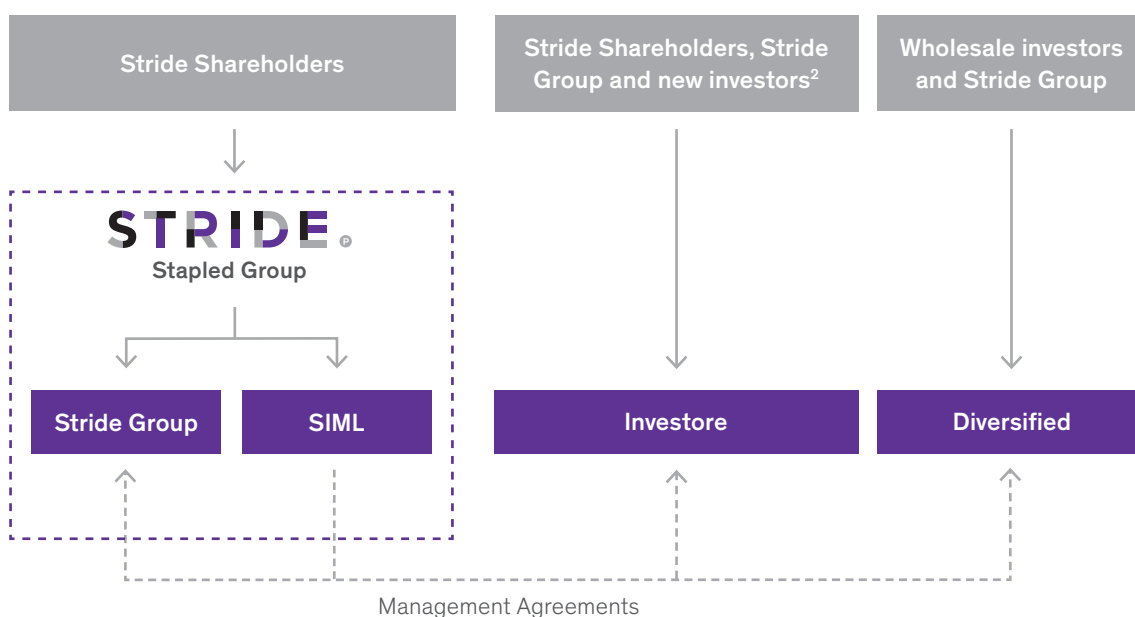 Stride Shareholders
Stride Shareholders, Stride
Group and new investors²
Wholesale investors
and Stride Group
STRIDE P
Stapled Group
Stride Group
SIML
Investore
Diversified
Management Agreements